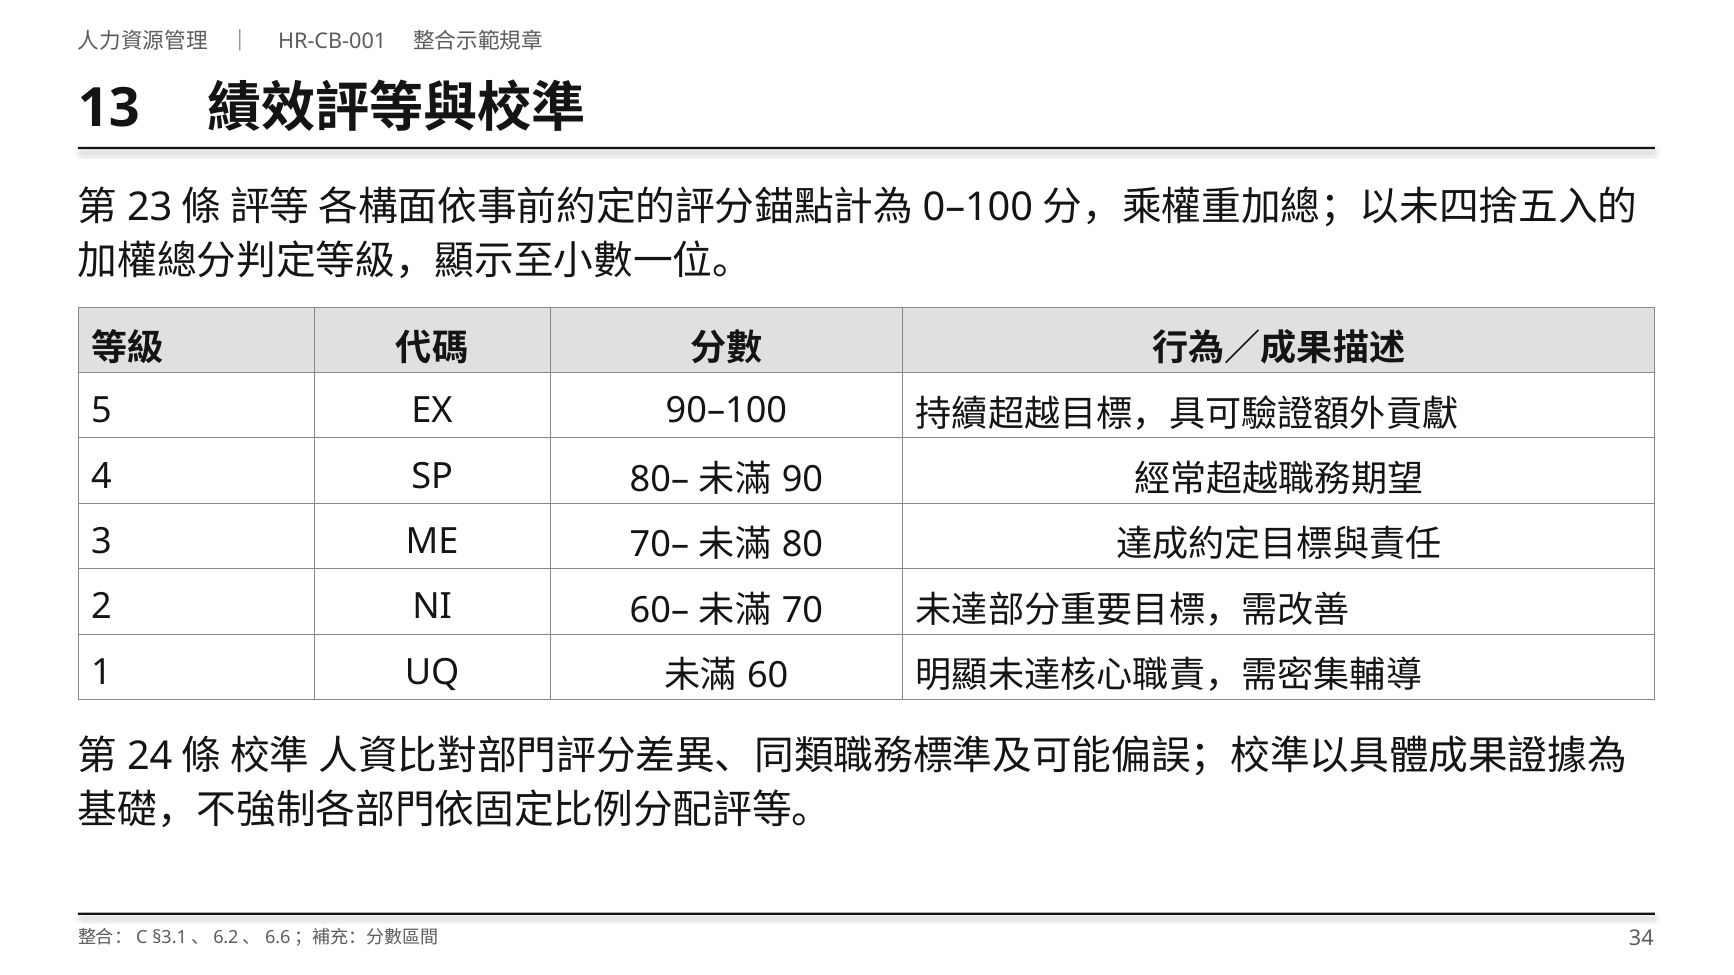 人力資源管理 ｜ HR-CB-001 整合示範規章
13 績效評等與校準
第 23 條 評等 各構面依事前約定的評分錨點計為 0–100 分，乘權重加總；以未四捨五入的
加權總分判定等級，顯示至小數一位。
等級 代碼 分數 行為／成果描述
5 EX 90–100 持續超越目標，具可驗證額外貢獻
4 SP 80– 未滿 90 經常超越職務期望
3 ME 70– 未滿 80 達成約定目標與責任
2 NI 60– 未滿 70 未達部分重要目標，需改善
1 UQ 未滿 60 明顯未達核心職責，需密集輔導
第 24 條 校準 人資比對部門評分差異、同類職務標準及可能偏誤；校準以具體成果證據為
基礎，不強制各部門依固定比例分配評等。
整合： C §3.1 、 6.2 、 6.6 ；補充：分數區間
34